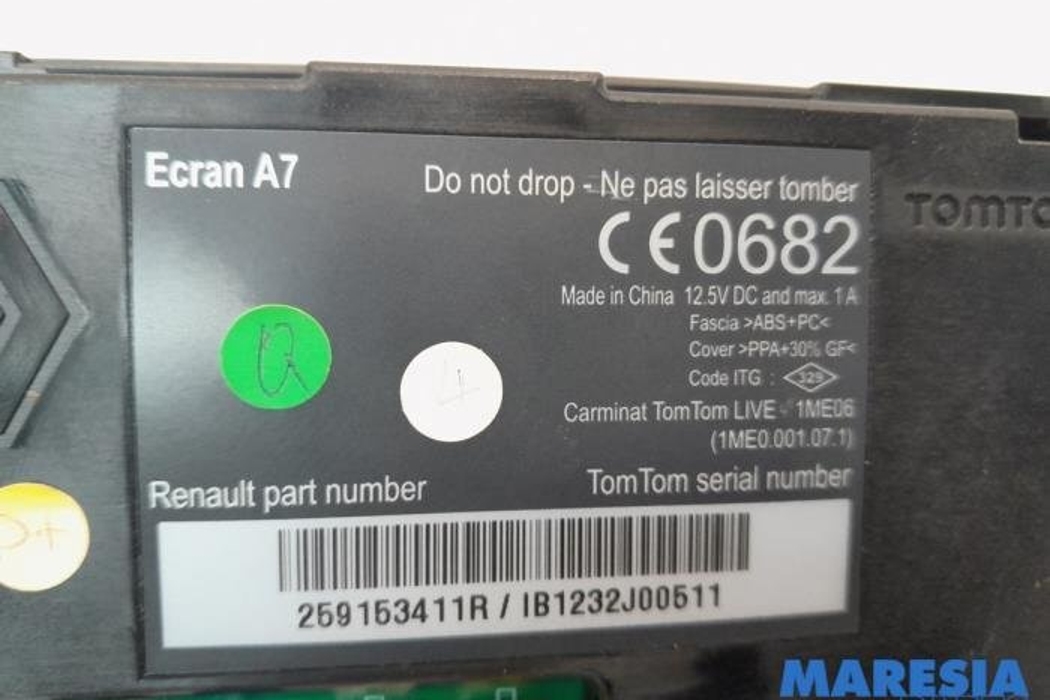 Ecran A7
Do not drop - Ne pas laisser tomber
CE 0682
Made in China 12.5V DC and max. 1 A
Fascia >ABS+PC<
Cover >PPA+30% GF<
Code ITG : 329
Carminat TomTom LIVE - 1ME06
(1ME0.001.07.1)
TOMTO
Q
4
Renault part number
TomTom serial number
259153411R / IB1232J00511
MARESIA